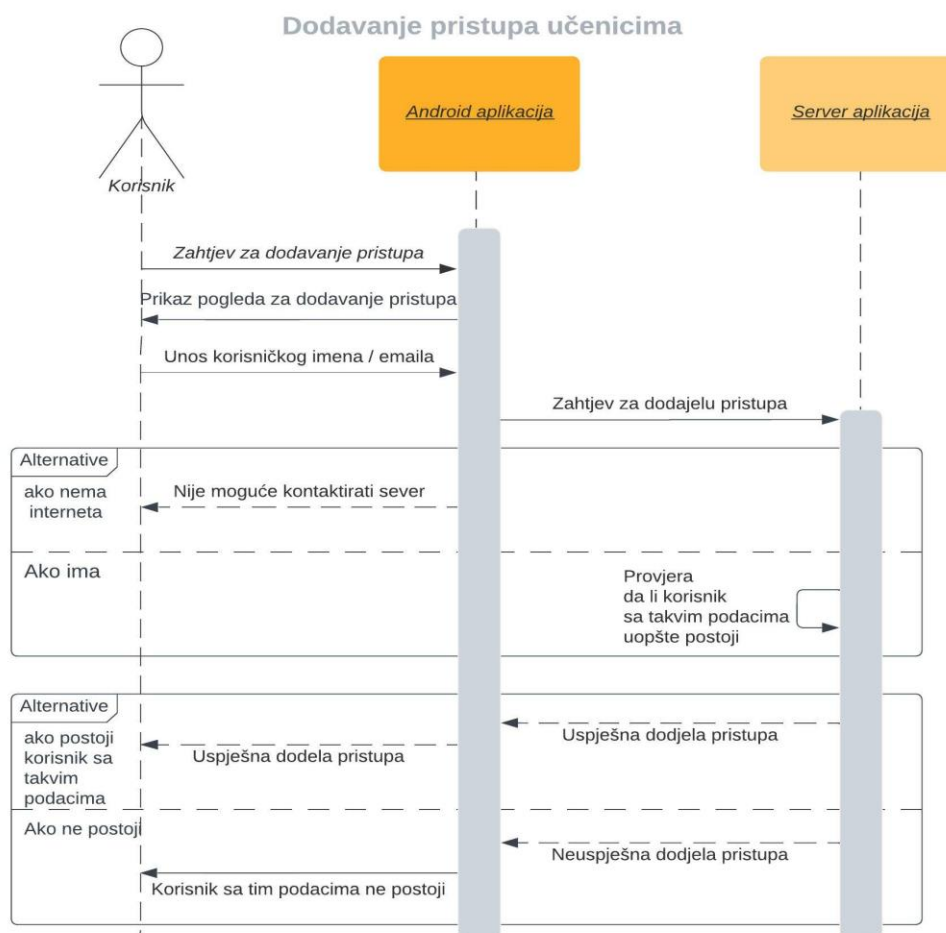 Dodavanje pristupa učenicima
Android aplikacija
Server aplikacija
Korisnik
Zahtjev za dodavanje pristupa
Prikaz pogleda za dodavanje pristupa
Unos korisničkog imena / emaila
Zahtjev za dodajelu pristupa
Alternative
ako nema
interneta
Nije moguće kontaktirati sever
Ako ima
Provjera
da li korisnik
sa takvim podacima
uopšte postoji
Alternative
ako postoji
korisnik sa
takvim
podacima
Uspješna dodjela pristupa
Uspješna dodela pristupa
Ako ne postoji
Neuspješna dodjela pristupa
Korisnik sa tim podacima ne postoji